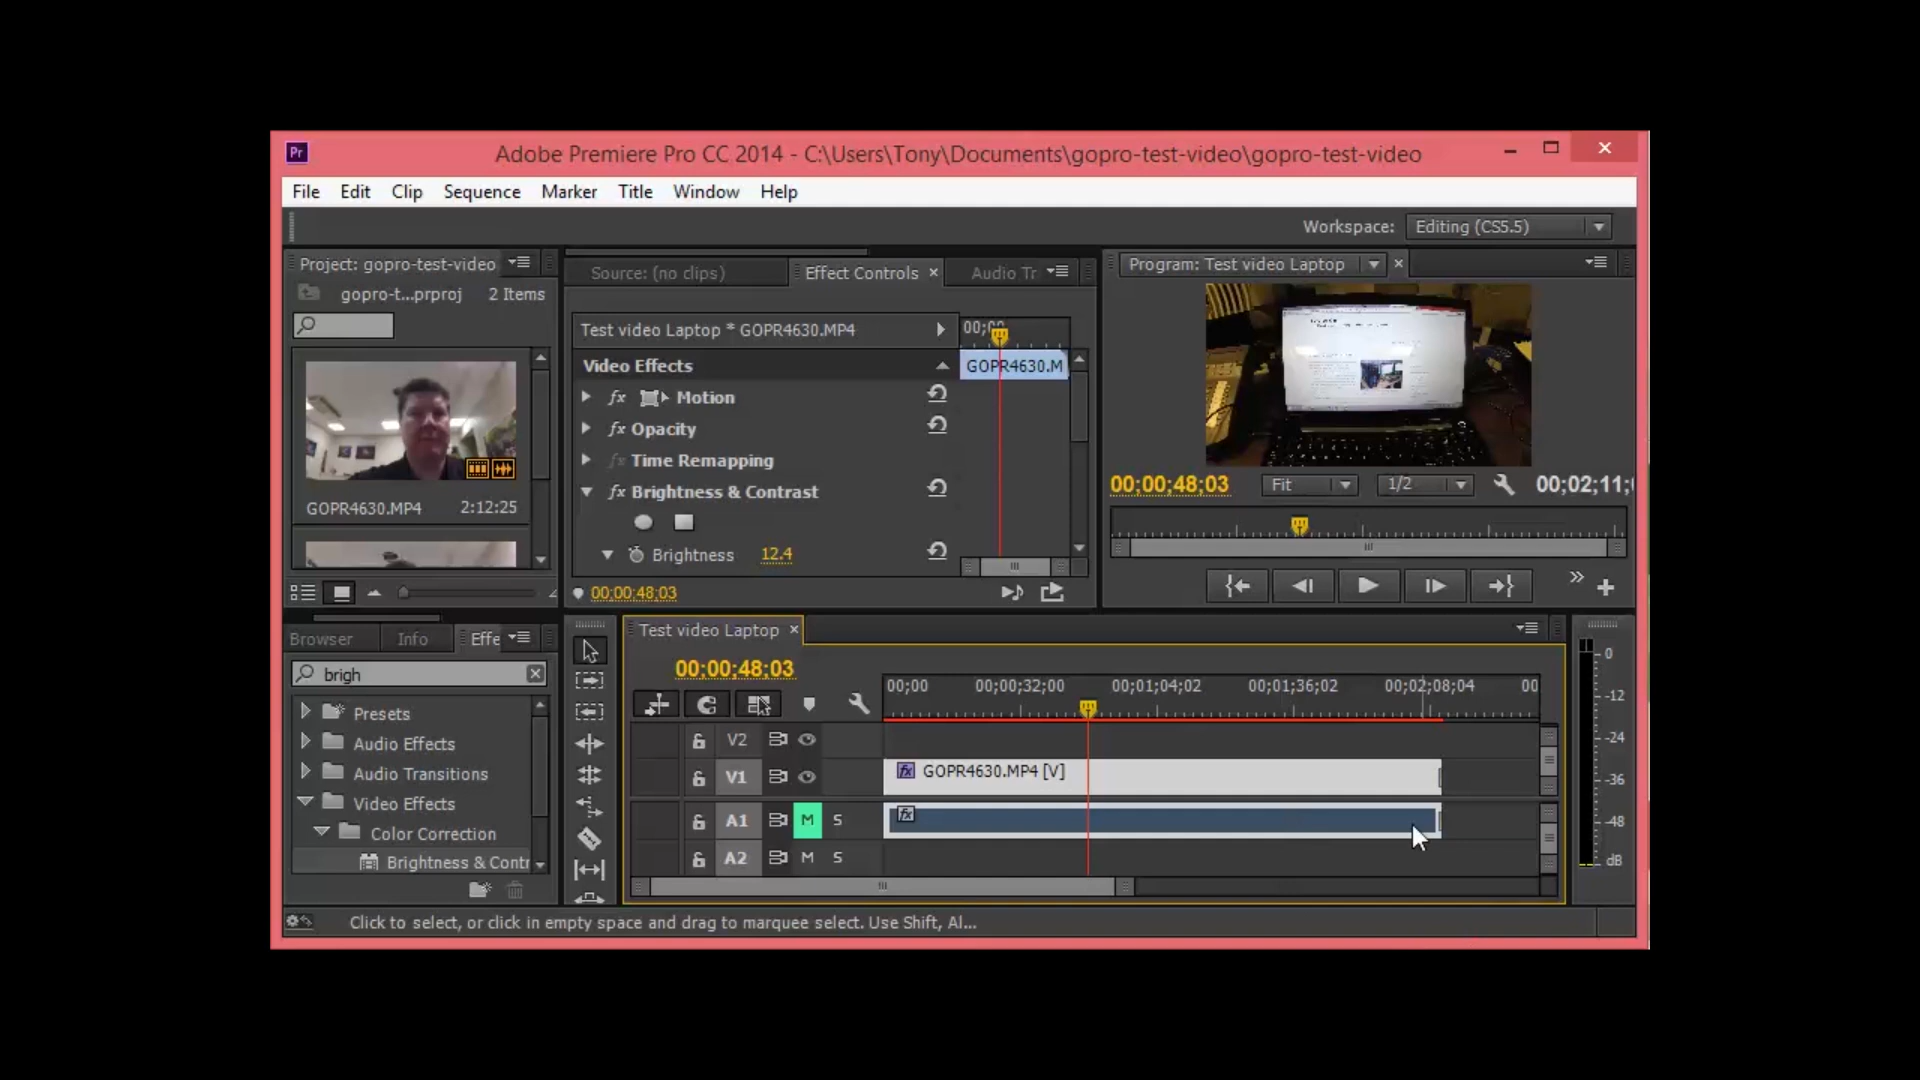 Pr
Adobe Premiere Pro CC 2014 - C:\Users\Tony\Documents\gopro-test-video\gopro-test-video
File Edit Clip Sequence Marker Title Window Help
Workspace: Editing (CS5.5)
Project: gopro-test-video
gopro-t...prproj 2 Items
GOPR4630.MP4 2:12:25
Source: (no clips) Effect Controls × Audio Tr
Test video Laptop * GOPR4630.MP4
Video Effects
GOPR4630.M
fx Motion
fx Opacity
fx Time Remapping
fx Brightness & Contrast
Brightness 12.4
00;00;48;03
Program: Test video Laptop ×
00;00;48;03 Fit 1/2 00;02;11;
Browser Info Effe
brigh
Presets
Audio Effects
Audio Transitions
Video Effects
Color Correction
Brightness & Contr
Test video Laptop ×
00;00;48;03
00;00 00;00;32;00 00;01;04;02 00;01;36;02 00;02;08;04 00
V2
V1 fx GOPR4630.MP4 [V]
A1 M S fx
A2 M S
0
-12
-24
-36
-48
dB
Click to select, or click in empty space and drag to marquee select. Use Shift, Al...